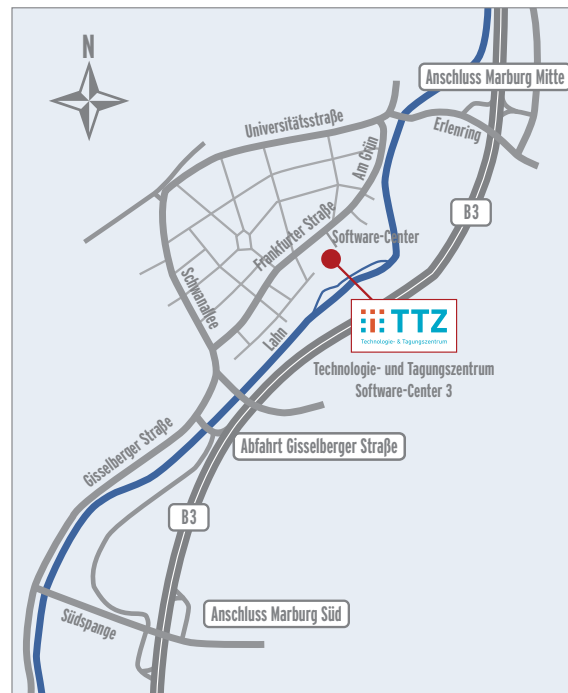 N
Anschluss Marburg Mitte
Universitätsstraße
Erlenring
Am Grün
B3
Frankfurter Straße
Software-Center
Schwanallee
TTZ
Technologie- & Tagungszentrum
Lahn
Technologie- und Tagungszentrum
Software-Center 3
Gisselberger Straße
Abfahrt Gisselberger Straße
B3
Anschluss Marburg Süd
Südspange